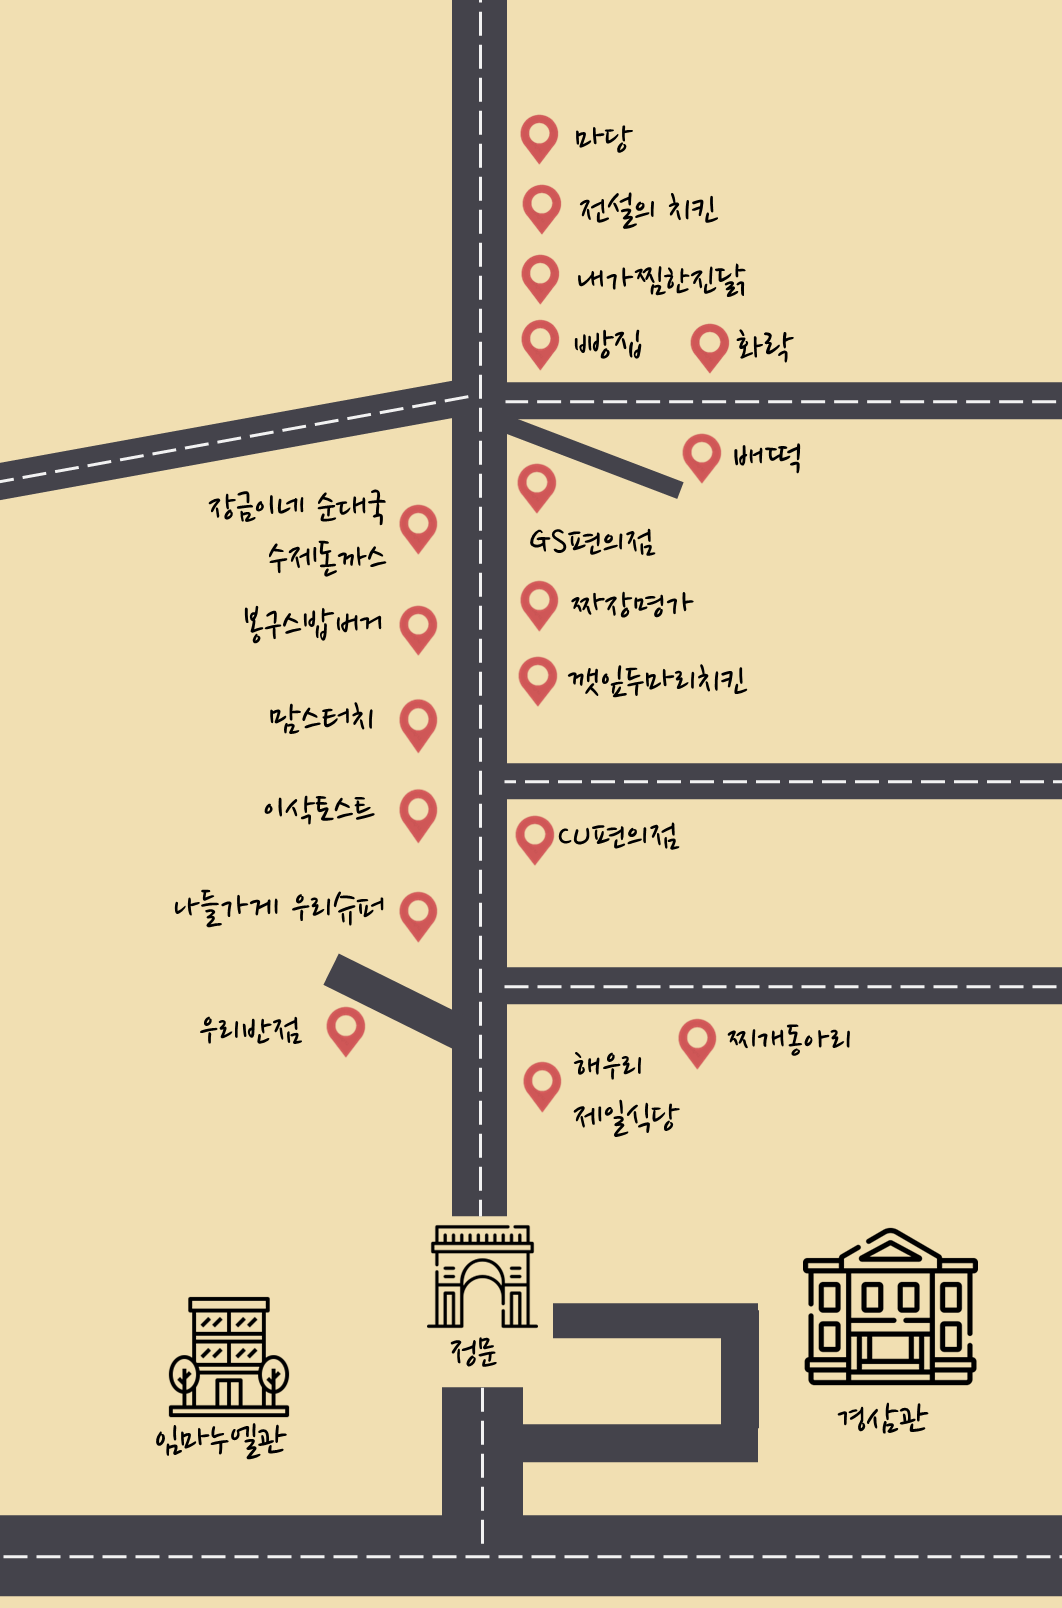 마당
전설의 치킨
내가찜한진닭
빵집
화락
배떡
장금이네 순대국
수제돈까스
GS편의점
짜장명가
봉구스밥버거
깻잎두마리치킨
맘스터치
이삭토스트
CU편의점
나들가게 우리슈퍼
우리반점
찌개동아리
해우리
제일식당
정문
임마누엘관
경삼관